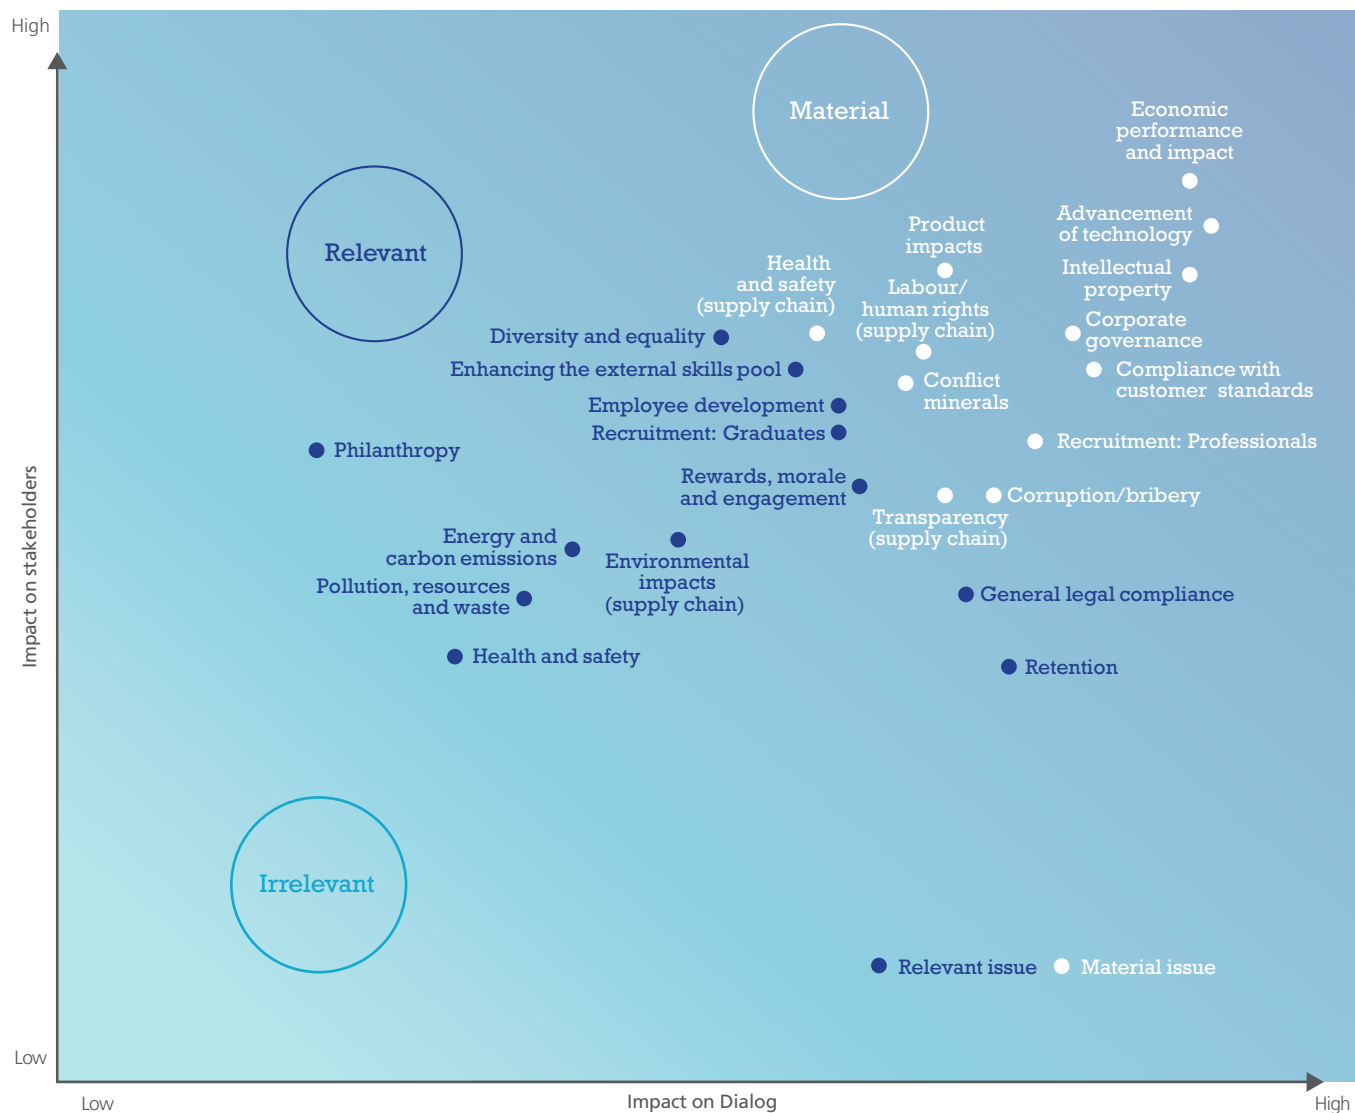 High
Material
Economic
performance
and impact
Relevant
Advancement
of technology
Product
impacts
Health
and safety
(supply chain)
Intellectual
property
Labour/
human rights
(supply chain)
Corporate
governance
Diversity and equality
Enhancing the external skills pool
Compliance with
customer  standards
Conflict
minerals
Employee development
Recruitment: Graduates
Recruitment: Professionals
Philanthropy
Rewards, morale
and engagement
Corruption/bribery
Transparency
(supply chain)
Energy and
carbon emissions
Environmental
impacts
(supply chain)
Pollution, resources
and waste
General legal compliance
Health and safety
Retention
Impact on stakeholders
Irrelevant
Relevant issue
Material issue
Low
Low
Impact on Dialog
High